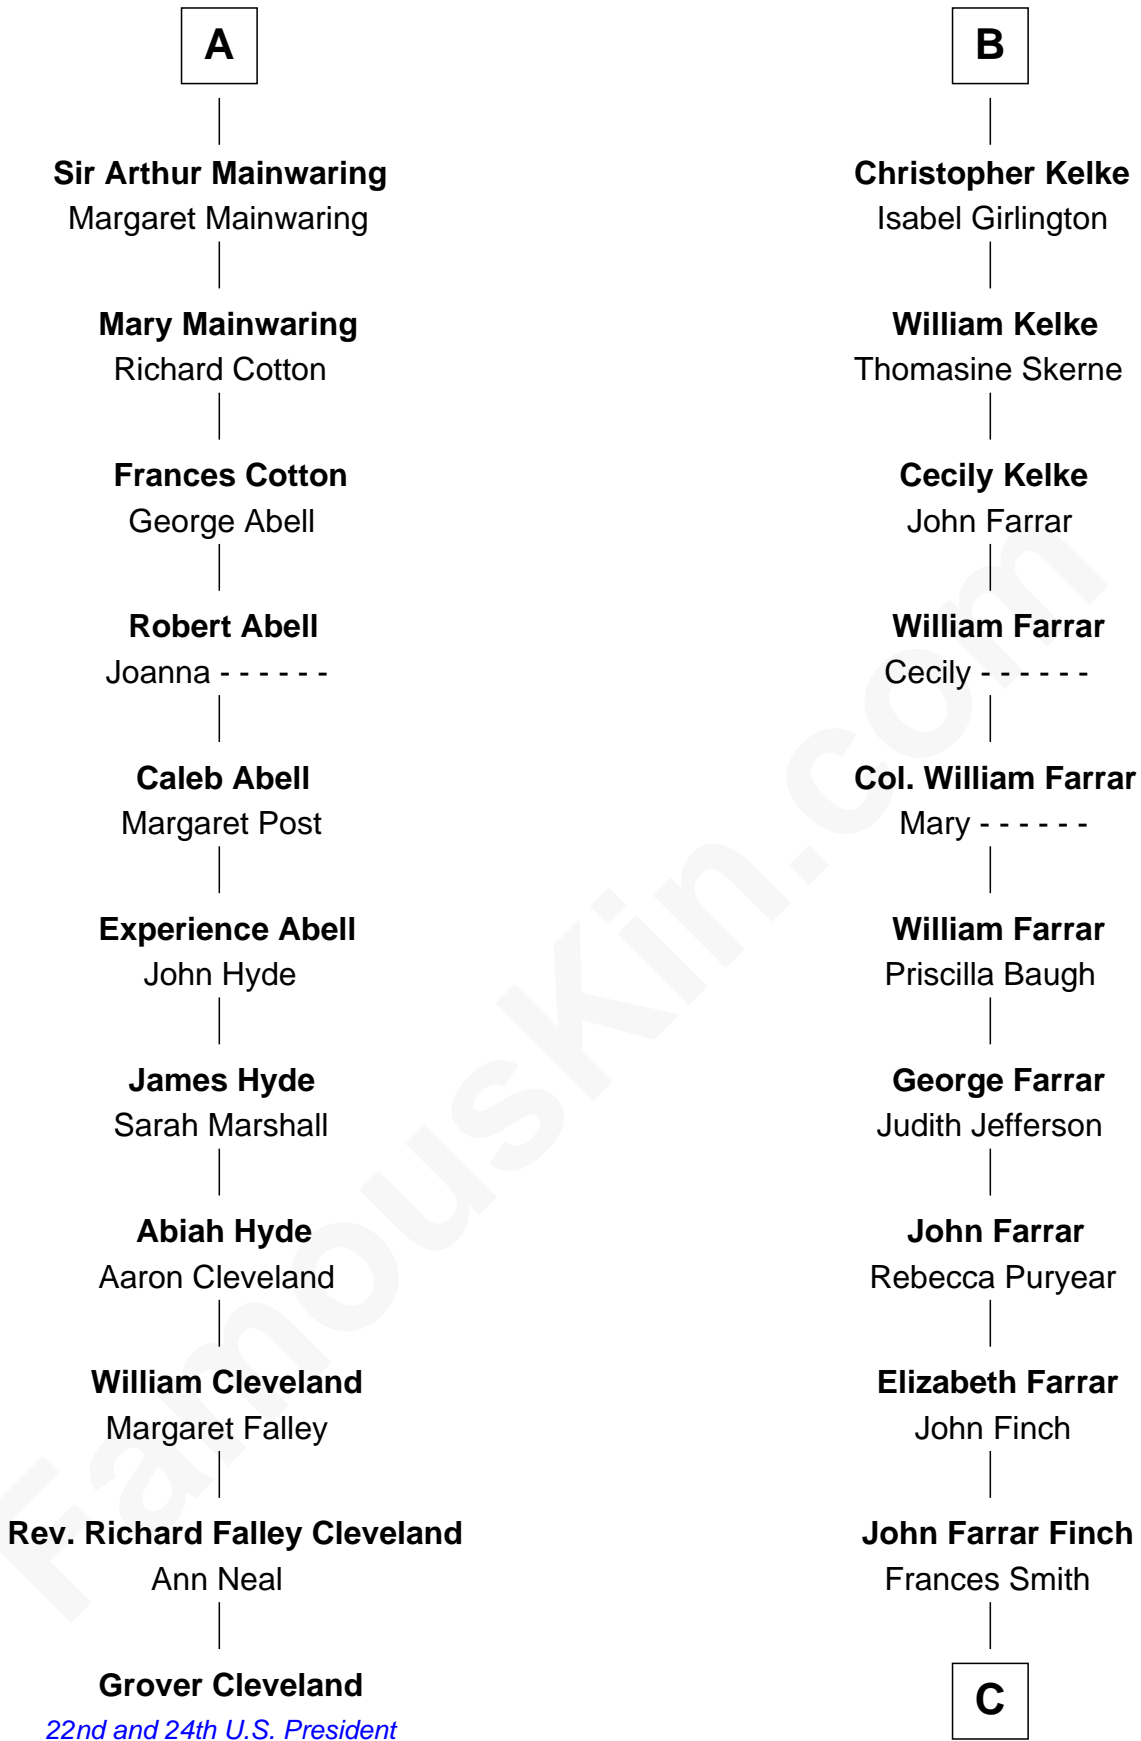 A
Sir Arthur Mainwaring
Margaret Mainwaring
Mary Mainwaring
Richard Cotton
Frances Cotton
George Abell
Robert Abell
Joanna - - - - - -
Caleb Abell
Margaret Post
Experience Abell
John Hyde
James Hyde
Sarah Marshall
Abiah Hyde
Aaron Cleveland
William Cleveland
Margaret Falley
Rev. Richard Falley Cleveland
Ann Neal
Grover Cleveland
22nd and 24th U.S. President
B
Christopher Kelke
Isabel Girlington
William Kelke
Thomasine Skerne
Cecily Kelke
John Farrar
William Farrar
Cecily - - - - - -
Col. William Farrar
Mary - - - - - -
William Farrar
Priscilla Baugh
George Farrar
Judith Jefferson
John Farrar
Rebecca Puryear
Elizabeth Farrar
John Finch
John Farrar Finch
Frances Smith
C
FamousKin.com